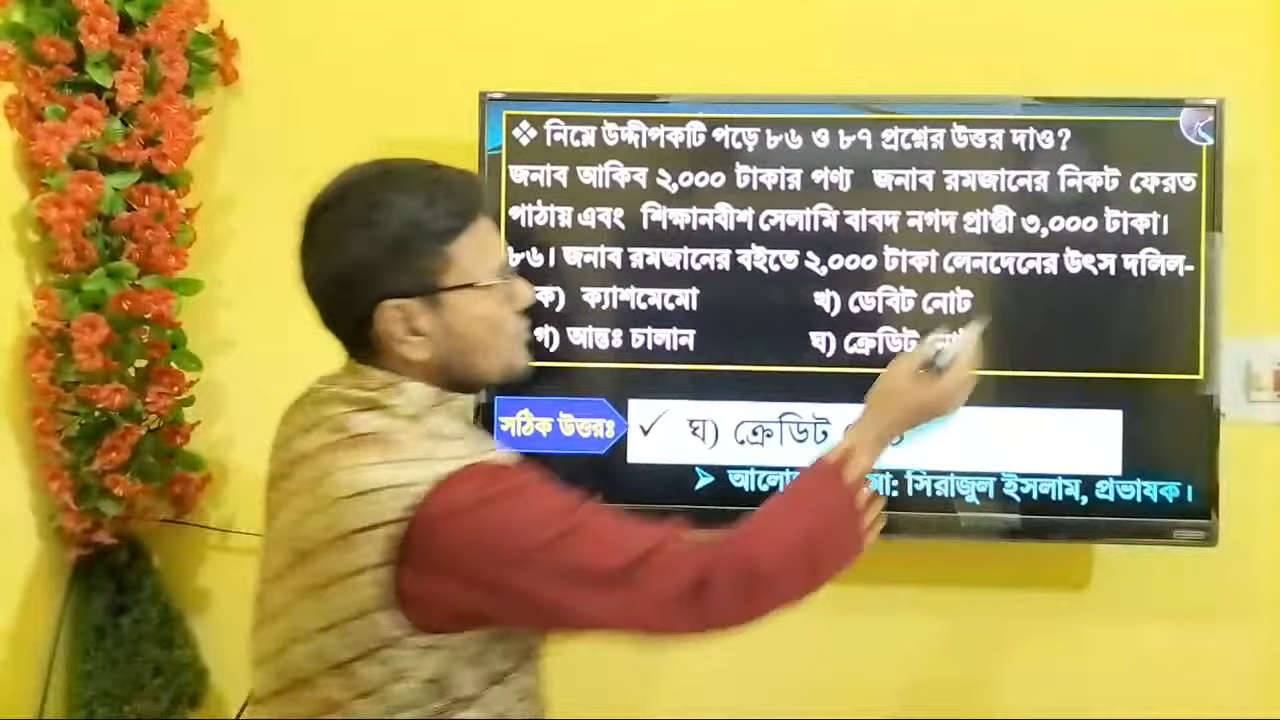 ❖ নিম্নে উদ্দীপকটি পড়ে ৮৬ ও ৮৭ প্রশ্নের উত্তর দাও?
জনাব আকিব ২,০০০ টাকার পণ্য জনাব রমজানের নিকট ফেরত
পাঠায় এবং শিক্ষানবীশ সেলামি বাবদ নগদ প্রাপ্তী ৩,০০০ টাকা।
৮৬। জনাব রমজানের বইতে ২,০০০ টাকা লেনদেনের উৎস দলিল-
ক) ক্যাশমেমো খ) ডেবিট নোট
গ) আন্তঃ চালান ঘ) ক্রেডিট
সঠিক উত্তরঃ ✓ ঘ) ক্রেডিট
সিরাজুল ইসলাম, প্রভাষক।